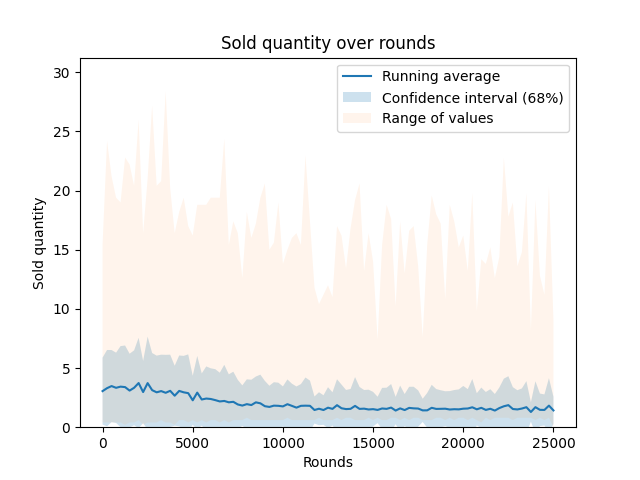 Sold quantity over rounds
Running average
Confidence interval (68%)
Range of values
Sold quantity
30
25
20
15
10
5
0
0 5000 10000 15000 20000 25000
Rounds